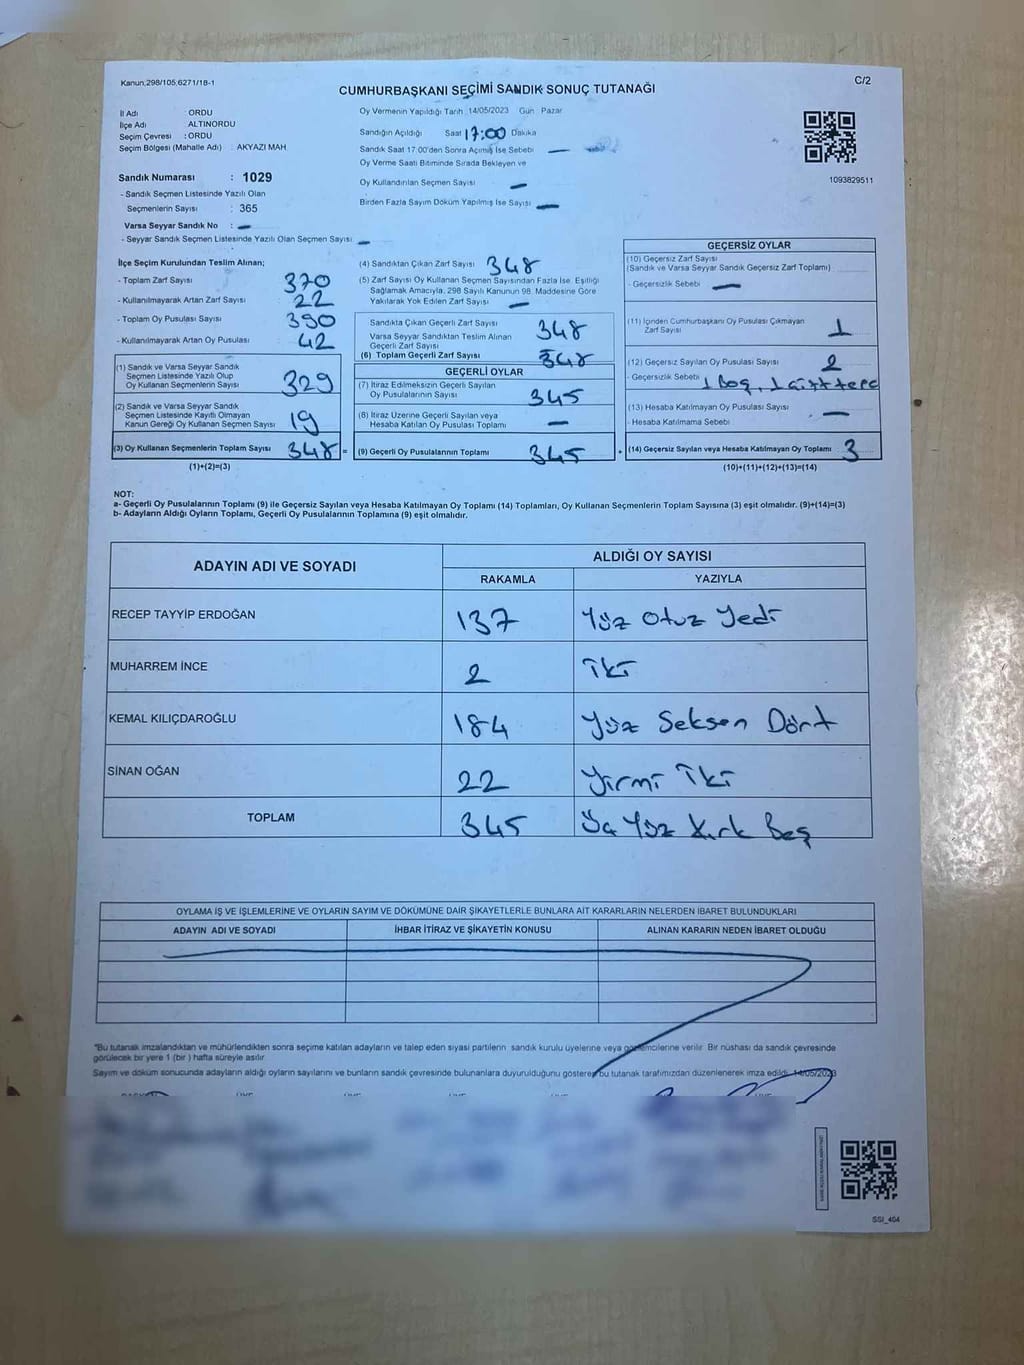 Kanun:298/105;6271/18-1
C/2
CUMHURBAŞKANI SEÇİMİ SANDIK SONUÇ TUTANAĞI
İl Adı : ORDU
İlçe Adı : ALTINORDU
Seçim Çevresi : ORDU
Seçim Bölgesi (Mahalle Adı) : AKYAZI MAH
Oy Vermenin Yapıldığı Tarih 14/05/2023 Gün Pazar
Sandığın Açıldığı Saat 17:00 Dakika
Sandık Saat 17:00'den Sonra Açılmış İse Sebebi —
Oy Verme Saati Bitiminde Sırada Bekleyen ve
Oy Kullandırılan Seçmen Sayısı —
Birden Fazla Sayım Döküm Yapılmış İse Sayısı —
1093829511
Sandık Numarası : 1029
- Sandık Seçmen Listesinde Yazılı Olan
Seçmenlerin Sayısı : 365
Varsa Seyyar Sandık No : —
- Seyyar Sandık Seçmen Listesinde Yazılı Olan Seçmen Sayısı: —
İlçe Seçim Kurulundan Teslim Alınan;
- Toplam Zarf Sayısı 370
- Kullanılmayarak Artan Zarf Sayısı 22
- Toplam Oy Pusulası Sayısı 390
- Kullanılmayarak Artan Oy Pusulası 42
(1) Sandık ve Varsa Seyyar Sandık
Seçmen Listesinde Yazılı Olup
Oy Kullanan Seçmenlerin Sayısı 329
(2) Sandık ve Varsa Seyyar Sandık
Seçmen Listesinde Kayıtlı Olmayan
Kanun Gereği Oy Kullanan Seçmen Sayısı 19
(3) Oy Kullanan Seçmenlerin Toplam Sayısı 348 =
(1)+(2)=(3)
(4) Sandıktan Çıkan Zarf Sayısı 348
(5) Zarf Sayısı Oy Kullanan Seçmen Sayısından Fazla İse, Eşitliği
Sağlamak Amacıyla, 298 Sayılı Kanunun 98. Maddesine Göre
Yakılarak Yok Edilen Zarf Sayısı —
Sandıkta Çıkan Geçerli Zarf Sayısı 348
Varsa Seyyar Sandıktan Teslim Alınan
Geçerli Zarf Sayısı
(6) Toplam Geçerli Zarf Sayısı 348
GEÇERLİ OYLAR
(7) İtiraz Edilmeksizin Geçerli Sayılan
Oy Pusulalarının Sayısı 345
(8) İtiraz Üzerine Geçerli Sayılan veya
Hesaba Katılan Oy Pusulası Toplamı —
(9) Geçerli Oy Pusulalarının Toplamı 345 +
GEÇERSİZ OYLAR
(10) Geçersiz Zarf Sayısı
(Sandık ve Varsa Seyyar Sandık Geçersiz Zarf Toplamı)
- Geçersizlik Sebebi —
(11) İçinden Cumhurbaşkanı Oy Pusulası Çıkmayan
Zarf Sayısı 1
(12) Geçersiz Sayılan Oy Pusulası Sayısı 2
- Geçersizlik Sebebi 1 Boş, 1
(13) Hesaba Katılmayan Oy Pusulası Sayısı —
- Hesaba Katılmama Sebebi
(14) Geçersiz Sayılan veya Hesaba Katılmayan Oy Toplamı 3
(10)+(11)+(12)+(13)=(14)
NOT:
a- Geçerli Oy Pusulalarının Toplamı (9) ile Geçersiz Sayılan veya Hesaba Katılmayan Oy Toplamı (14) Toplamları, Oy Kullanan Seçmenlerin Toplam Sayısına (3) eşit olmalıdır. (9)+(14)=(3)
b- Adayların Aldığı Oyların Toplamı, Geçerli Oy Pusulalarının Toplamına (9) eşit olmalıdır.
ADAYIN ADI VE SOYADI
ALDIĞI OY SAYISI
RAKAMLA YAZIYLA
RECEP TAYYİP ERDOĞAN 137 Yüz Otuz Yedi
MUHARREM İNCE 2 İki
KEMAL KILIÇDAROĞLU 184 Yüz Seksen Dört
SİNAN OĞAN 22 Yirmi İki
TOPLAM 345 Üç Yüz Kırk Beş
OYLAMA İŞ VE İŞLEMLERİNE VE OYLARIN SAYIM VE DÖKÜMÜNE DAİR ŞİKAYETLERLE BUNLARA AİT KARARLARIN NELERDEN İBARET BULUNDUKLARI
ADAYIN ADI VE SOYADI İHBAR İTİRAZ VE ŞİKAYETİN KONUSU ALINAN KARARIN NEDEN İBARET OLDUĞU
"Bu tutanak imzalandıktan ve mühürlendikten sonra seçime katılan adayların ve talep eden siyasi partilerin sandık kurulu üyelerine veya gözlemcilerine verilir. Bir nüshası da sandık çevresinde
görülecek bir yere 1 (bir) hafta süreyle asılır.
Sayım ve döküm sonucunda adayların aldığı oyların sayılarını ve bunların sandık çevresinde bulunanlara duyurulduğunu gösteren bu tutanak tarafımızdan düzenlenerek imza edildi. 14/05/2023
SSI_404